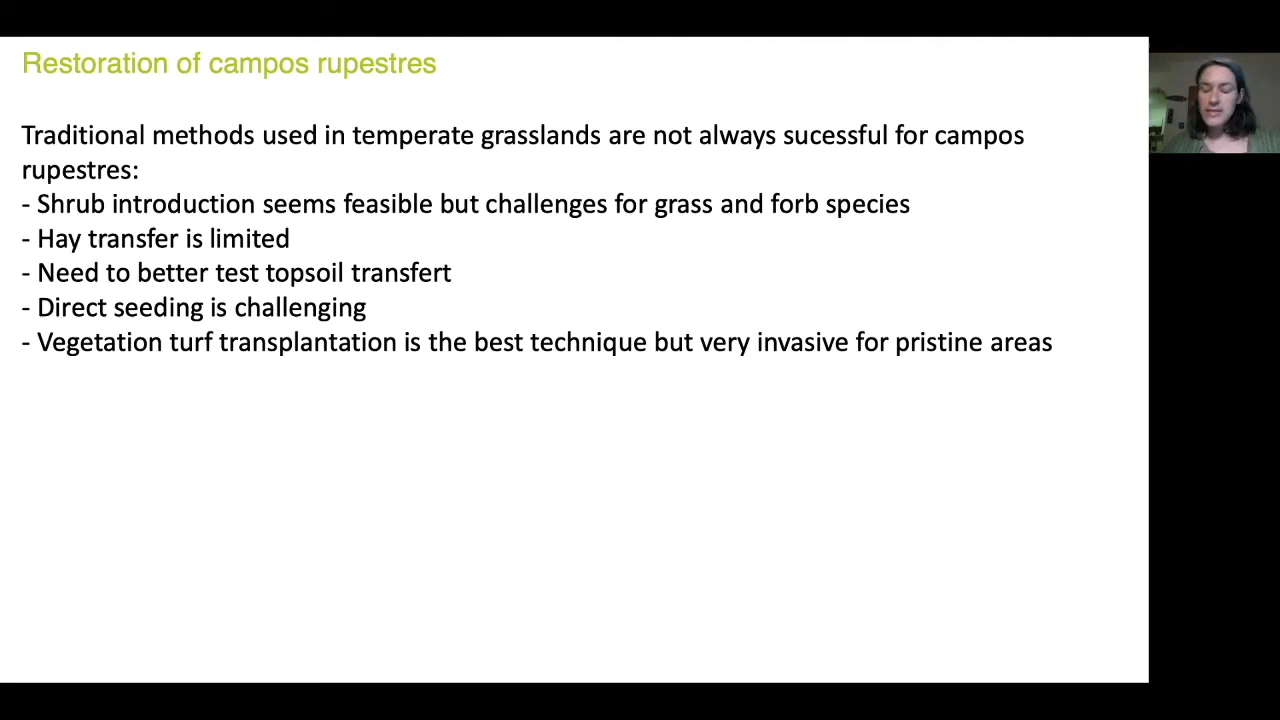 Restoration of campos rupestres
Traditional methods used in temperate grasslands are not always sucessful for campos
rupestres:
- Shrub introduction seems feasible but challenges for grass and forb species
- Hay transfer is limited
- Need to better test topsoil transfert
- Direct seeding is challenging
- Vegetation turf transplantation is the best technique but very invasive for pristine areas